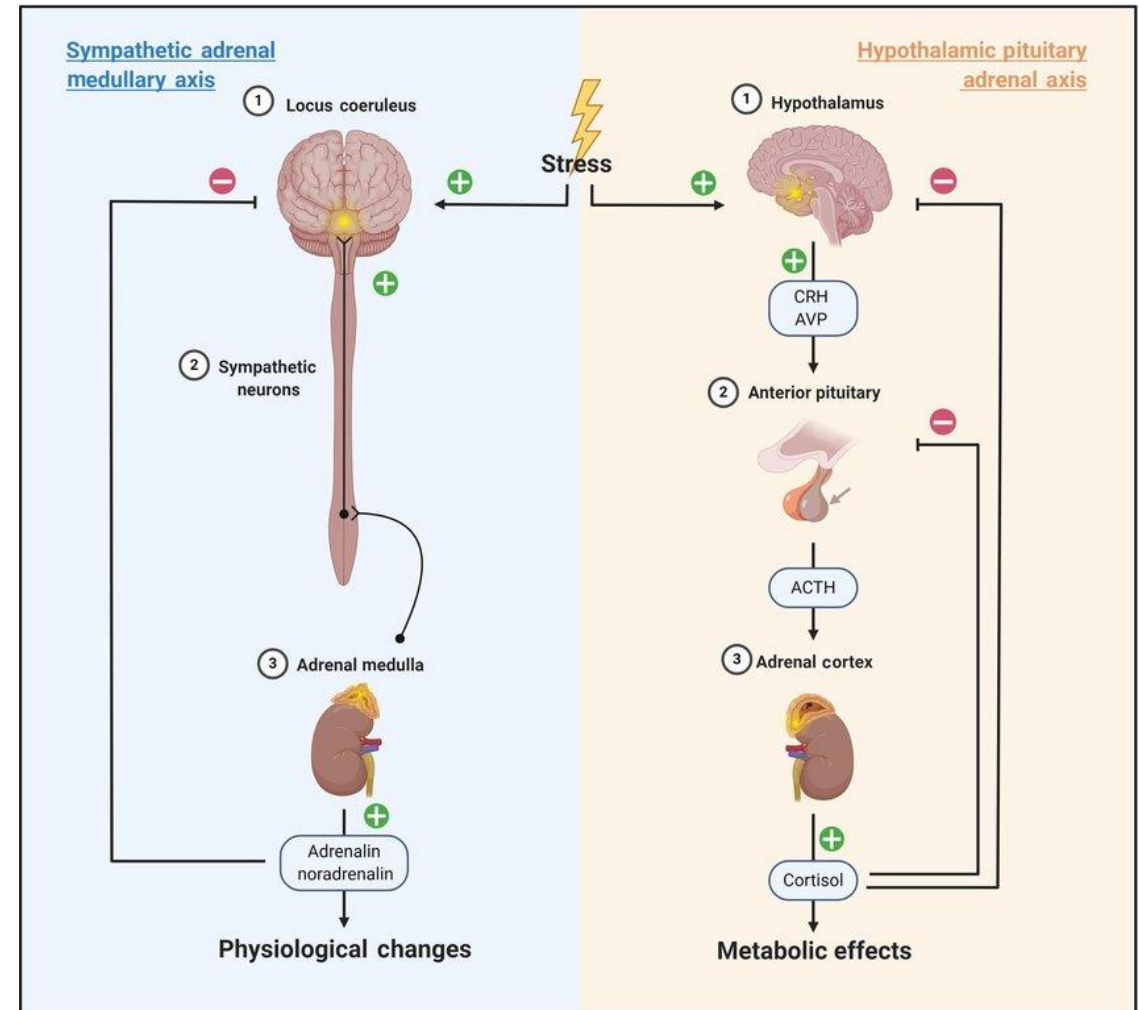 Sympathetic adrenal
medullary axis
1 Locus coeruleus
2 Sympathetic
neurons
3 Adrenal medulla
Adrenalin
noradrenalin
Physiological changes
Stress
Hypothalamic pituitary
adrenal axis
1 Hypothalamus
CRH
AVP
2 Anterior pituitary
ACTH
3 Adrenal cortex
Cortisol
Metabolic effects